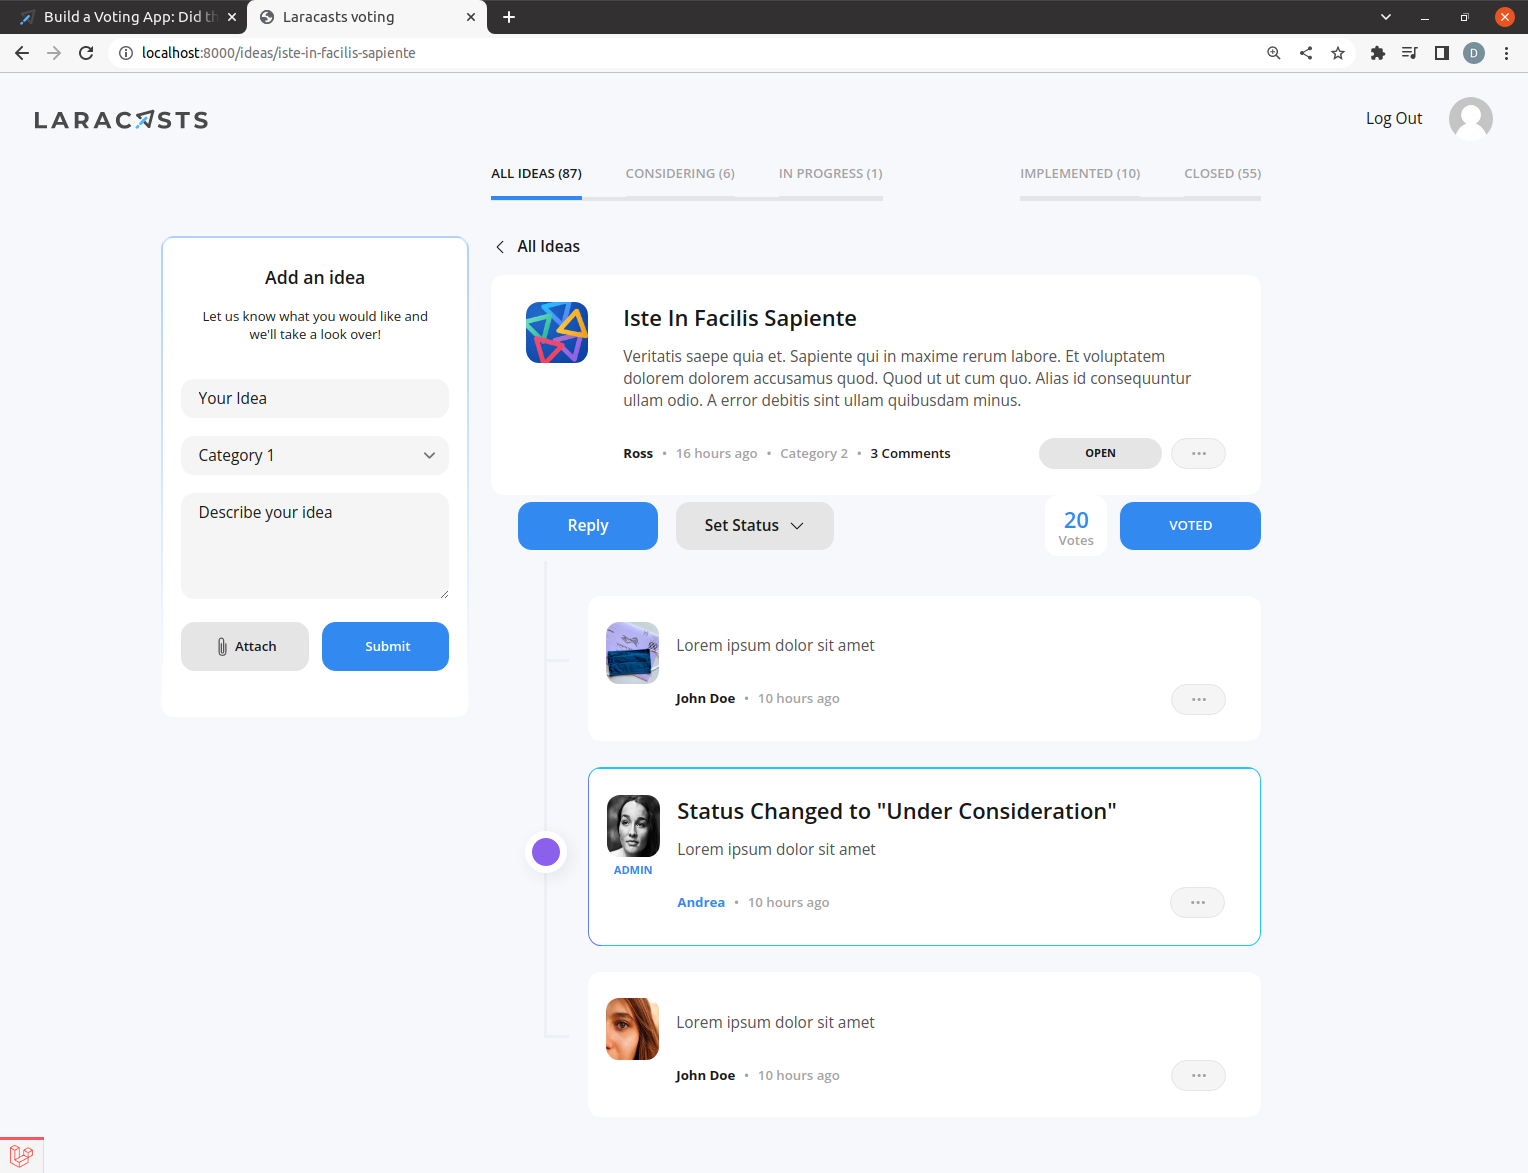 Build a Voting App: Did th
Laracasts voting
localhost:8000/ideas/iste-in-facilis-sapiente
D
LARACASTS
Log Out
ALL IDEAS (87)
CONSIDERING (6)
IN PROGRESS (1)
IMPLEMENTED (10)
CLOSED (55)
Add an idea
Let us know what you would like and
we'll take a look over!
Your Idea
Category 1
Describe your idea
Attach
Submit
All Ideas
Iste In Facilis Sapiente
Veritatis saepe quia et. Sapiente qui in maxime rerum labore. Et voluptatem
dolorem dolorem accusamus quod. Quod ut ut cum quo. Alias id consequuntur
ullam odio. A error debitis sint ullam quibusdam minus.
Ross • 16 hours ago • Category 2 • 3 Comments
OPEN
Reply
Set Status
20
Votes
VOTED
Lorem ipsum dolor sit amet
John Doe • 10 hours ago
Status Changed to "Under Consideration"
Lorem ipsum dolor sit amet
ADMIN
Andrea • 10 hours ago
Lorem ipsum dolor sit amet
John Doe • 10 hours ago